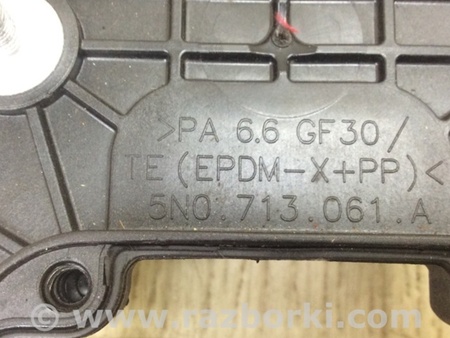 >PA 6.6 GF30/
TE(EPDM-X+PP)<
5N0.713.061.A
www.razborki.com